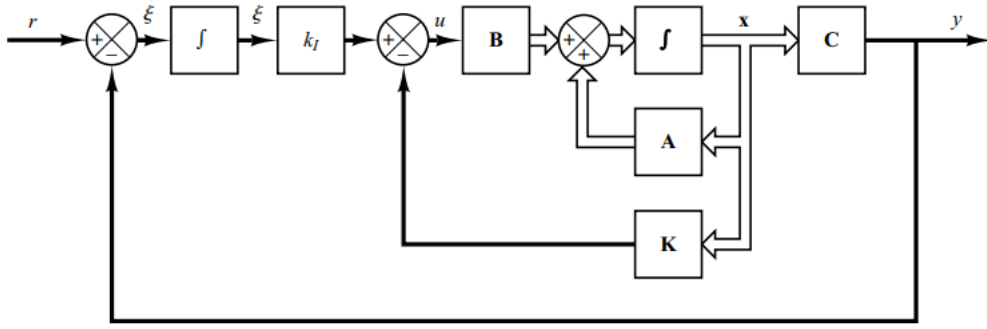 r ξ ξ u x y
+ − ∫ k_I + − B + + ∫ C
A
K